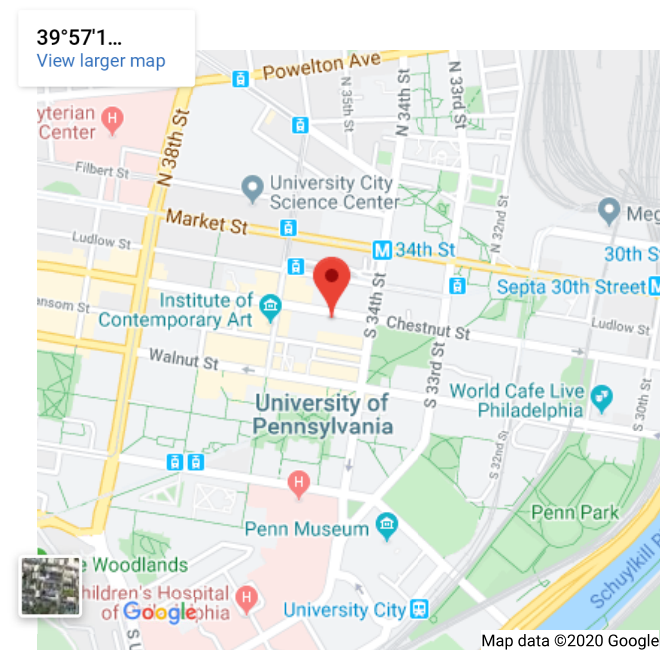 39°57'1...
View larger map
Powelton Ave
N 35th St
N 34th St
N 33rd St
yterian
Center
H
N 38th St
Filbert St
University City
Science Center
Market St
N 32nd St
Meg
Ludlow St
M 34th St
30th S
Septa 30th Street M
ansom St
Institute of
Contemporary Art
S 34th St
Chestnut St
Ludlow St
Walnut St
S 33rd St
World Cafe Live
Philadelphia
S 30th St
University of
Pennsylvania
S 32nd St
H
Penn Museum
Penn Park
e Woodlands
hildren's Hospital
of
phia
H
Google
University City
Schuylkill R
S U
Map data ©2020 Google